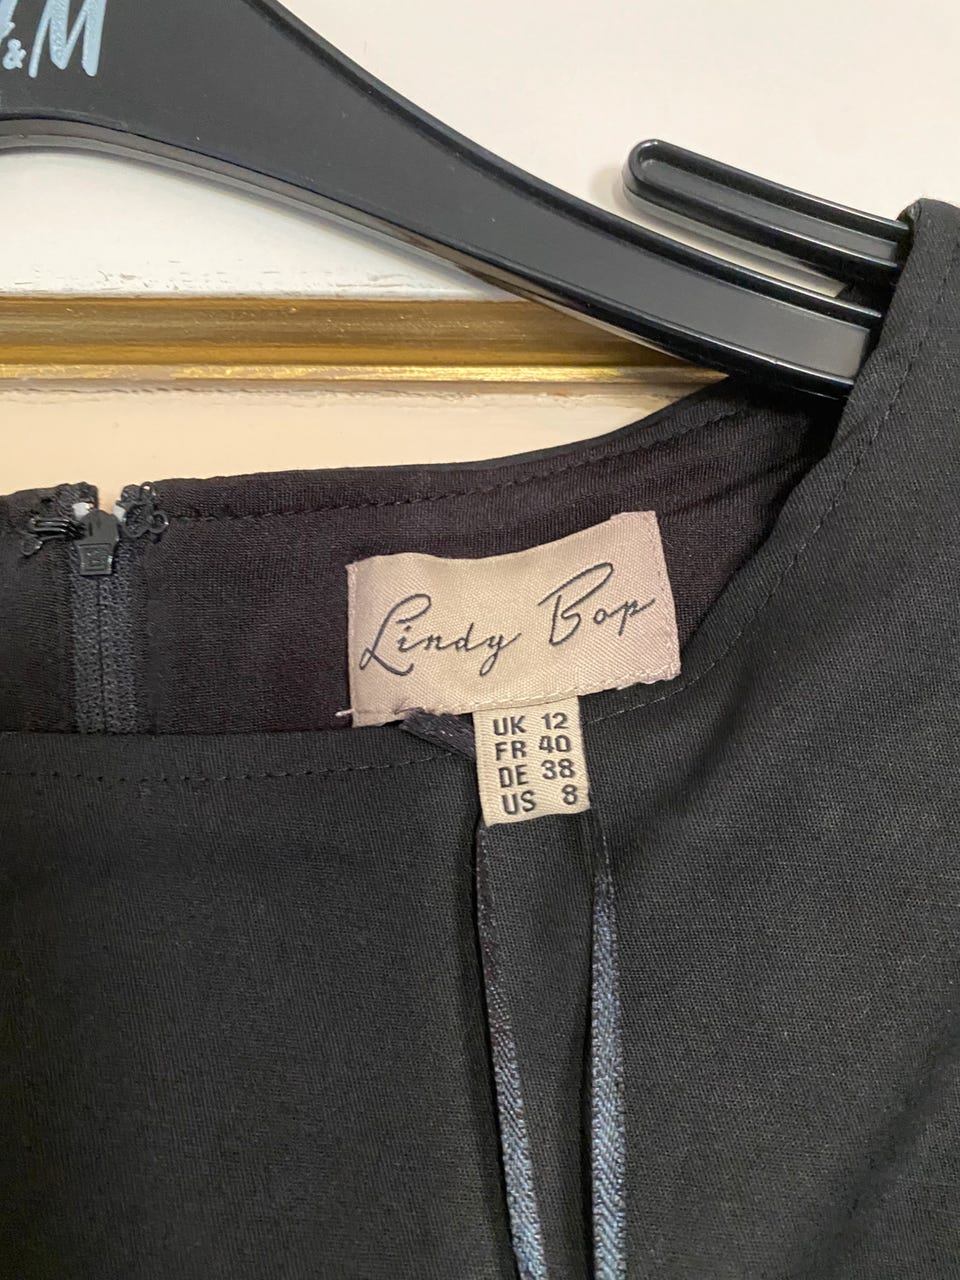 &M
Lindy Bop
UK 12
FR 40
DE 38
US 8